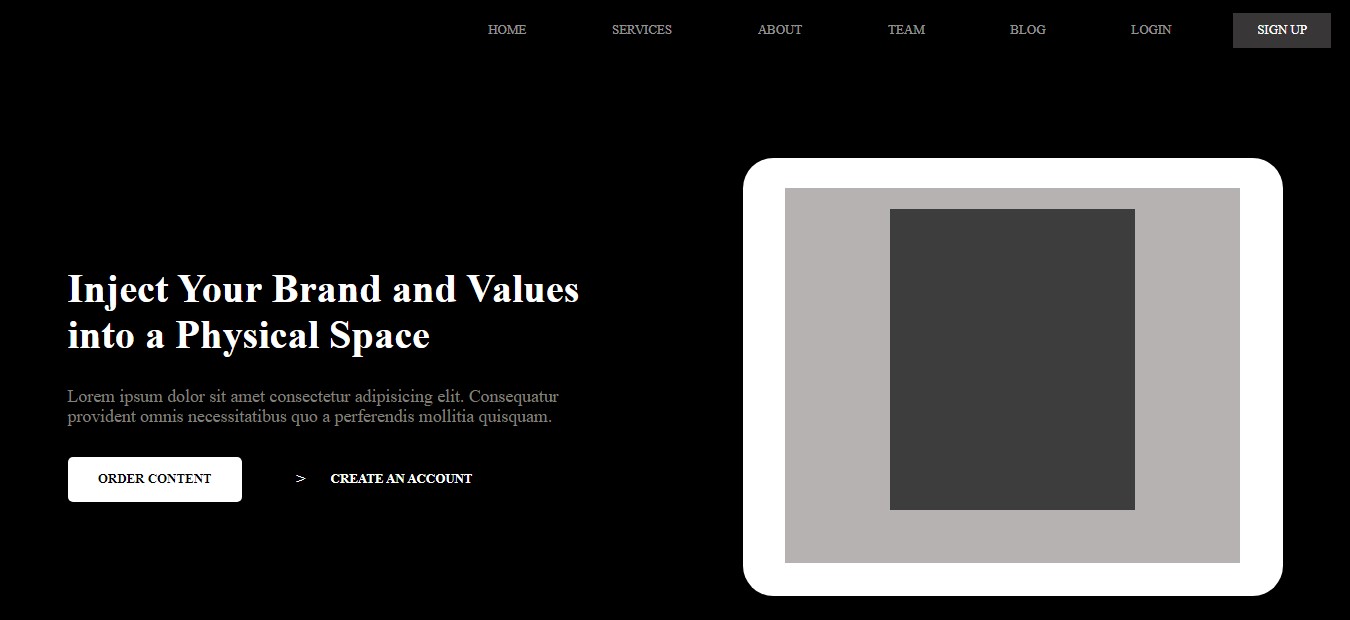 HOME SERVICES ABOUT TEAM BLOG LOGIN SIGN UP
Inject Your Brand and Values
into a Physical Space
Lorem ipsum dolor sit amet consectetur adipisicing elit. Consequatur
provident omnis necessitatibus quo a perferendis mollitia quisquam.
ORDER CONTENT > CREATE AN ACCOUNT